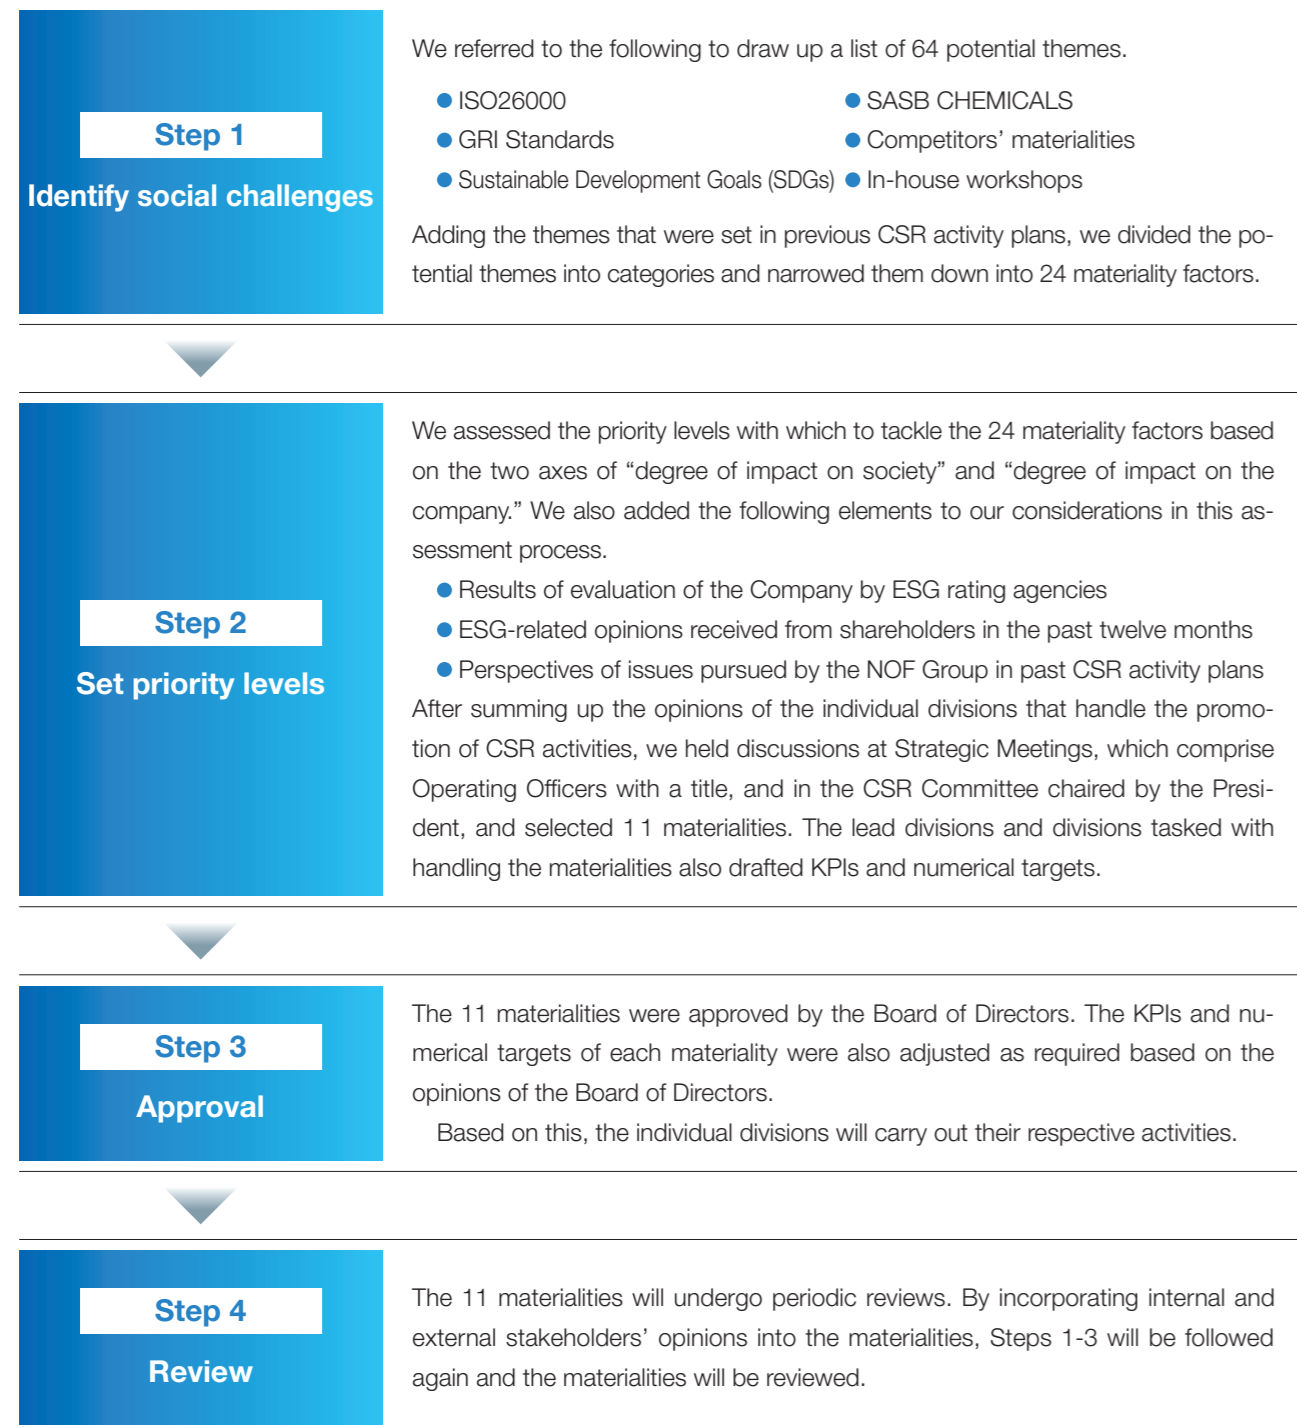 Step 1
Identify social challenges
We referred to the following to draw up a list of 64 potential themes.
● ISO26000
● SASB CHEMICALS
● GRI Standards
● Competitors’ materialities
● Sustainable Development Goals (SDGs)
● In-house workshops
Adding the themes that were set in previous CSR activity plans, we divided the po-
tential themes into categories and narrowed them down into 24 materiality factors.
Step 2
Set priority levels
We assessed the priority levels with which to tackle the 24 materiality factors based
on the two axes of “degree of impact on society” and “degree of impact on the
company.” We also added the following elements to our considerations in this as-
sessment process.
● Results of evaluation of the Company by ESG rating agencies
● ESG-related opinions received from shareholders in the past twelve months
● Perspectives of issues pursued by the NOF Group in past CSR activity plans
After summing up the opinions of the individual divisions that handle the promo-
tion of CSR activities, we held discussions at Strategic Meetings, which comprise
Operating Officers with a title, and in the CSR Committee chaired by the Presi-
dent, and selected 11 materialities. The lead divisions and divisions tasked with
handling the materialities also drafted KPIs and numerical targets.
Step 3
Approval
The 11 materialities were approved by the Board of Directors. The KPIs and nu-
merical targets of each materiality were also adjusted as required based on the
opinions of the Board of Directors.
Based on this, the individual divisions will carry out their respective activities.
Step 4
Review
The 11 materialities will undergo periodic reviews. By incorporating internal and
external stakeholders’ opinions into the materialities, Steps 1-3 will be followed
again and the materialities will be reviewed.